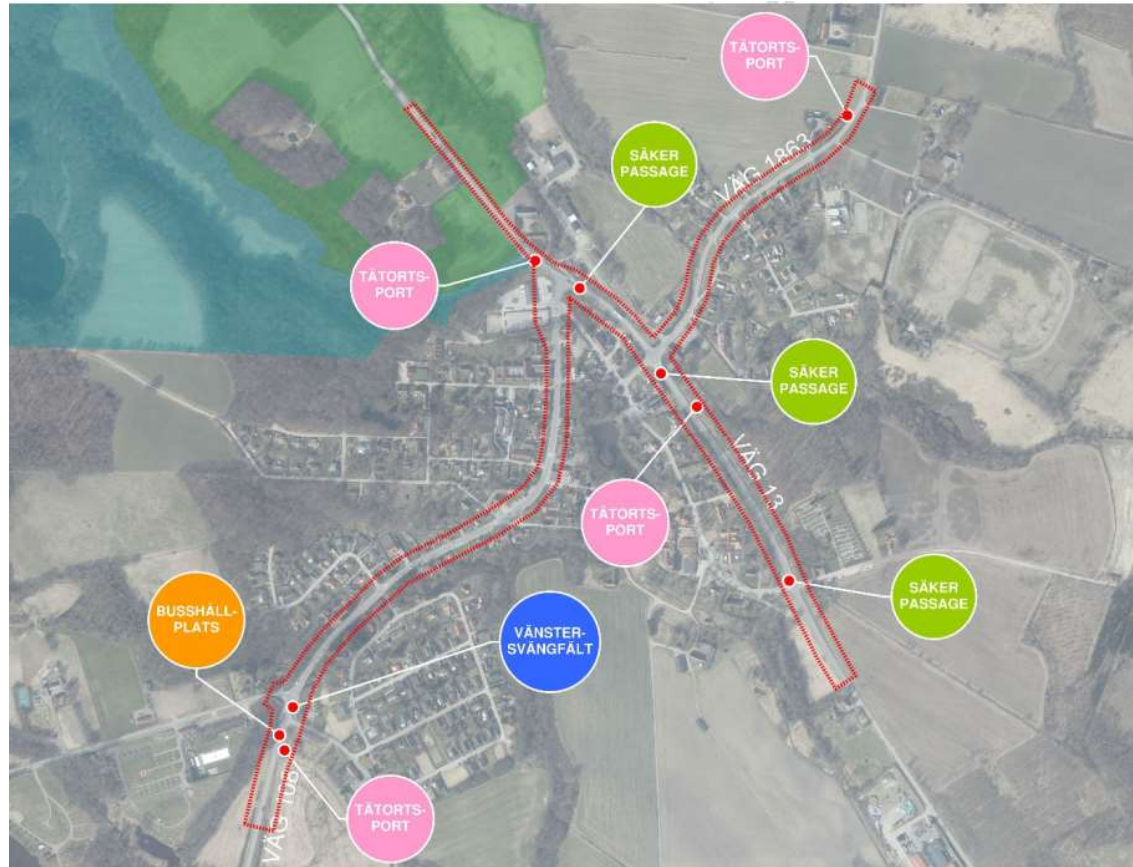 TÄTORTS-
PORT
SÄKER
PASSAGE
VÄG 1863
TÄTORTS-
PORT
SÄKER
PASSAGE
VÄG 13
TÄTORTS-
PORT
SÄKER
PASSAGE
BUSSHÅLL-
PLATS
VÄNSTER-
SVÄNGFÄLT
TÄTORTS-
PORT
VÄG